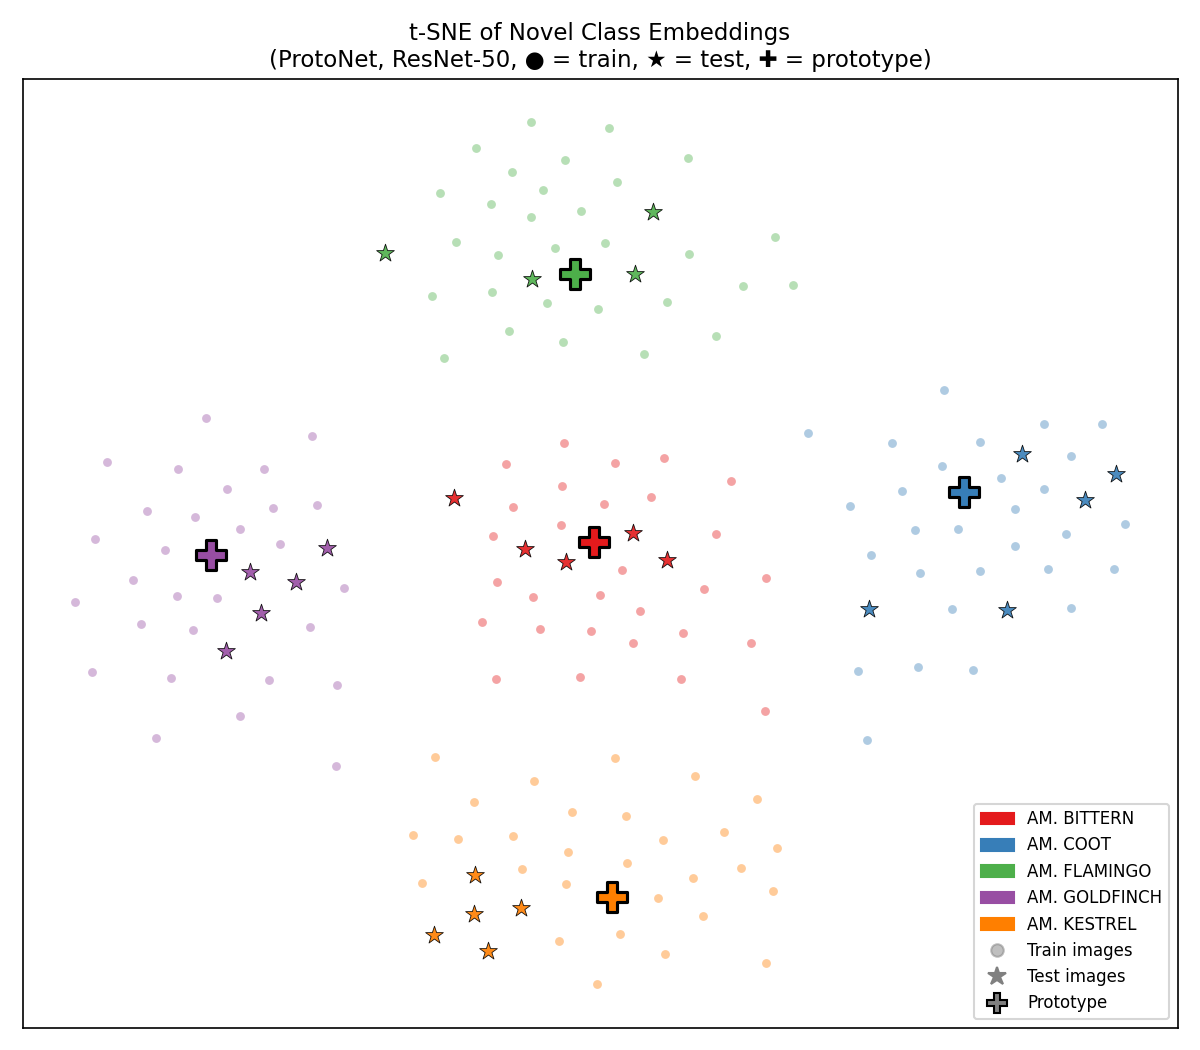 t-SNE of Novel Class Embeddings
(ProtoNet, ResNet-50, ● = train, ★ = test, ✚ = prototype)
AM. BITTERN
AM. COOT
AM. FLAMINGO
AM. GOLDFINCH
AM. KESTREL
Train images
Test images
Prototype